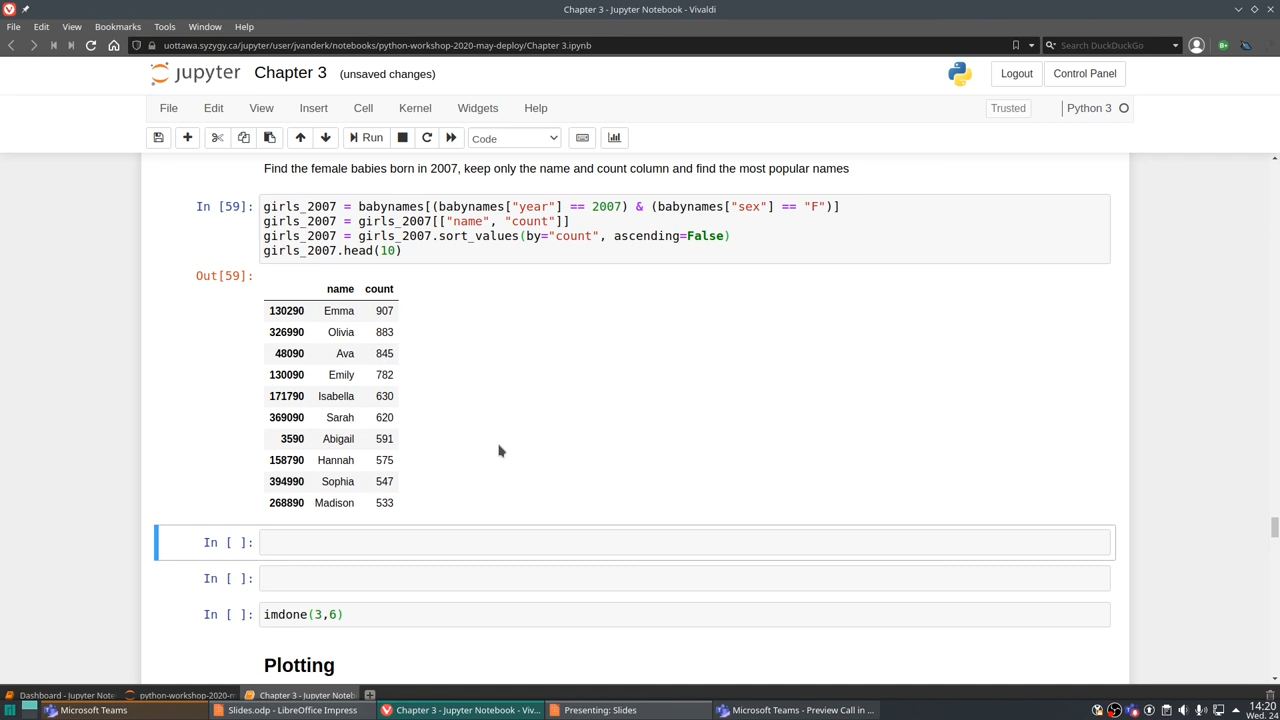 Chapter 3 - Jupyter Notebook - Vivaldi
File Edit View Bookmarks Tools Window Help
uottawa.syzygy.ca/jupyter/user/jvanderk/notebooks/python-workshop-2020-may-deploy/Chapter 3.ipynb
Search DuckDuckGo
jupyter Chapter 3 (unsaved changes)
Logout Control Panel
File Edit View Insert Cell Kernel Widgets Help
Trusted Python 3
Run Code
Find the female babies born in 2007, keep only the name and count column and find the most popular names
In [59]: girls_2007 = babynames[(babynames["year"] == 2007) & (babynames["sex"] == "F")]
girls_2007 = girls_2007[["name", "count"]]
girls_2007 = girls_2007.sort_values(by="count", ascending=False)
girls_2007.head(10)
Out[59]:
name count
130290 Emma 907
326990 Olivia 883
48090 Ava 845
130090 Emily 782
171790 Isabella 630
369090 Sarah 620
3590 Abigail 591
158790 Hannah 575
394990 Sophia 547
268890 Madison 533
In [ ]:
In [ ]:
In [ ]: imdone(3,6)
Plotting
Dashboard - Jupyter Note python-workshop-2020-m Chapter 3 - Jupyter Noteb
Microsoft Teams Slides.odp - LibreOffice Impress Chapter 3 - Jupyter Notebook - Viv... Presenting: Slides Microsoft Teams - Preview Call in ...
14:20
Wed, 24